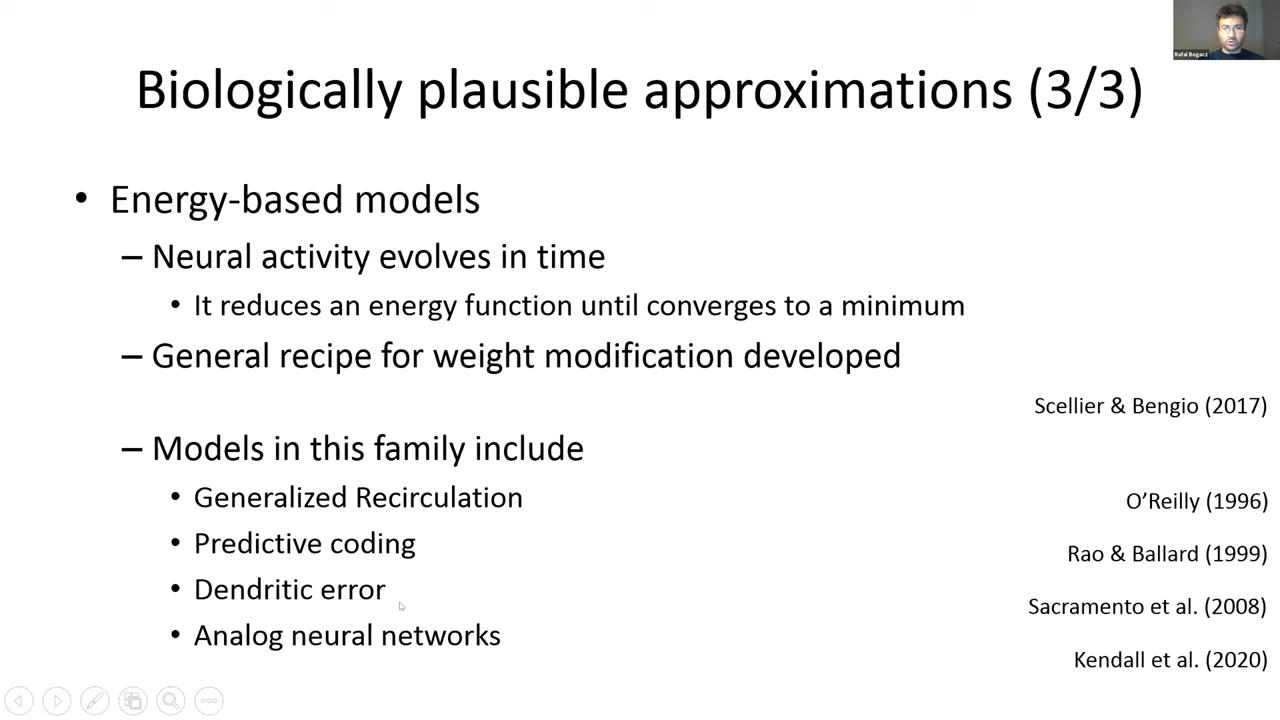 Rafal Bogacz
Biologically plausible approximations (3/3)
• Energy-based models
– Neural activity evolves in time
• It reduces an energy function until converges to a minimum
– General recipe for weight modification developed
Scellier & Bengio (2017)
– Models in this family include
• Generalized Recirculation
O’Reilly (1996)
• Predictive coding
Rao & Ballard (1999)
• Dendritic error
Sacramento et al. (2008)
• Analog neural networks
Kendall et al. (2020)